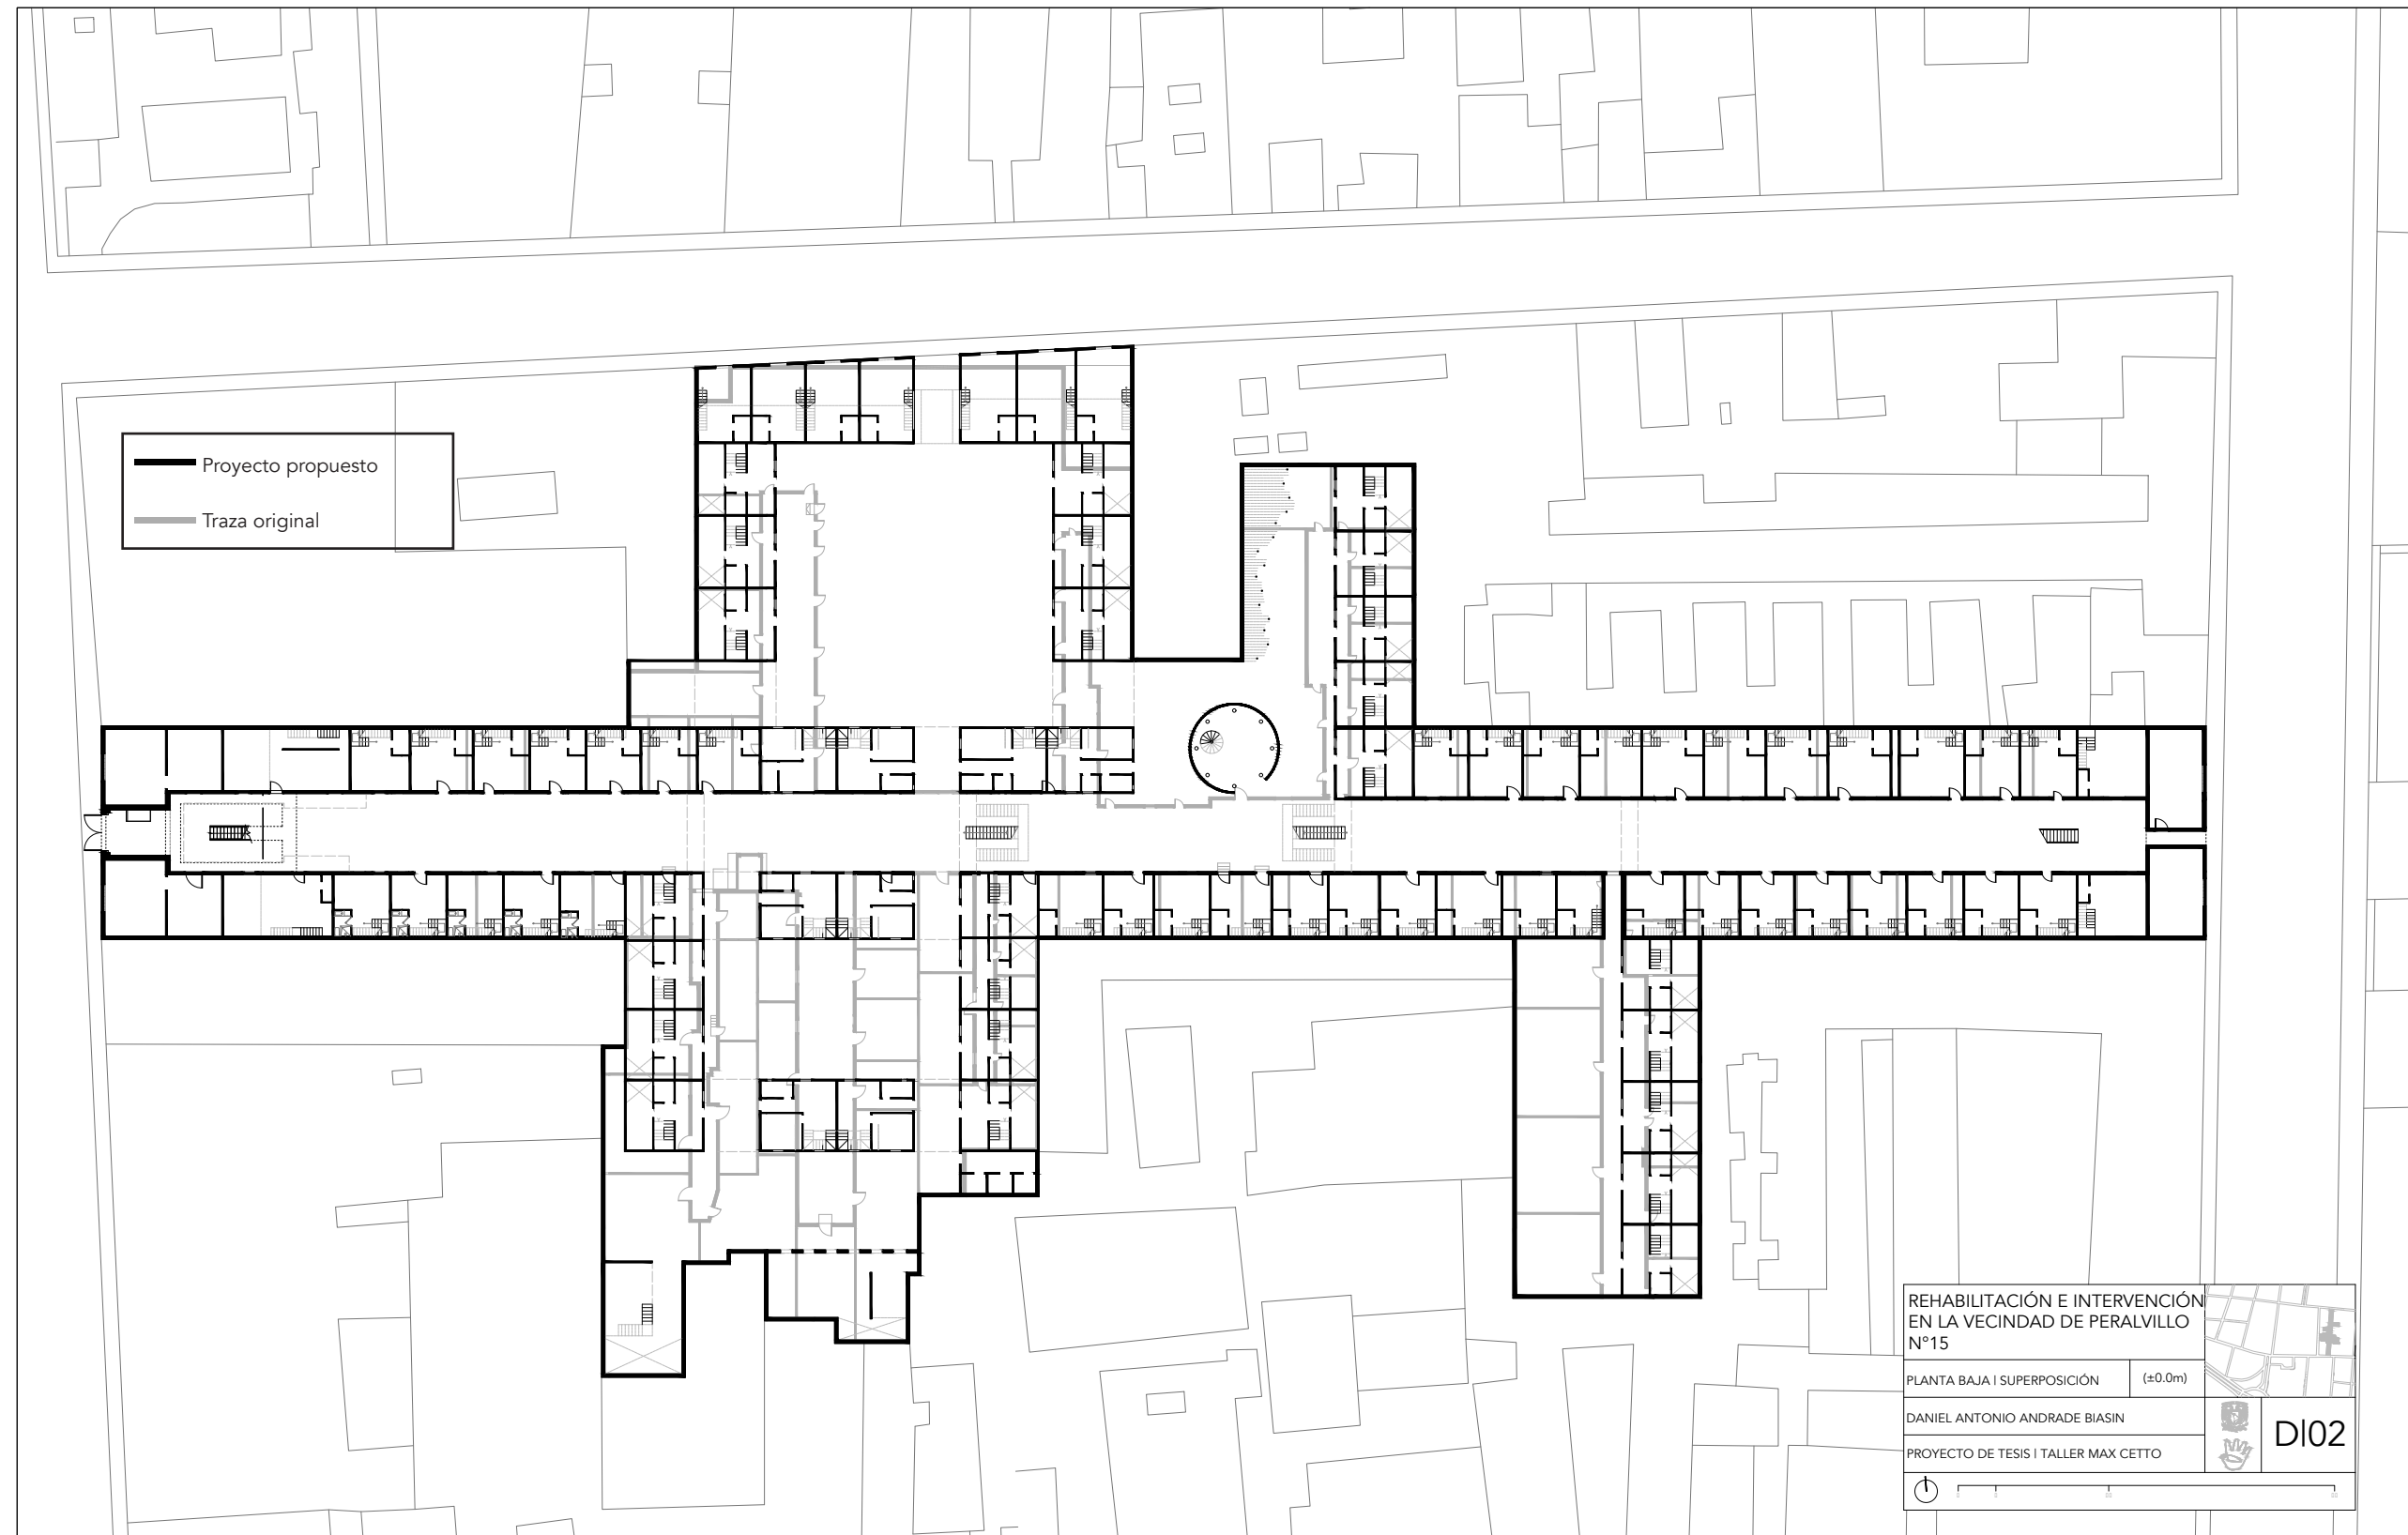 Proyecto propuesto
Traza original
REHABILITACIÓN E INTERVENCIÓN
EN LA VECINDAD DE PERALVILLO
N°15
PLANTA BAJA | SUPERPOSICIÓN
(±0.0m)
DANIEL ANTONIO ANDRADE BIASIN
D|02
PROYECTO DE TESIS | TALLER MAX CETTO